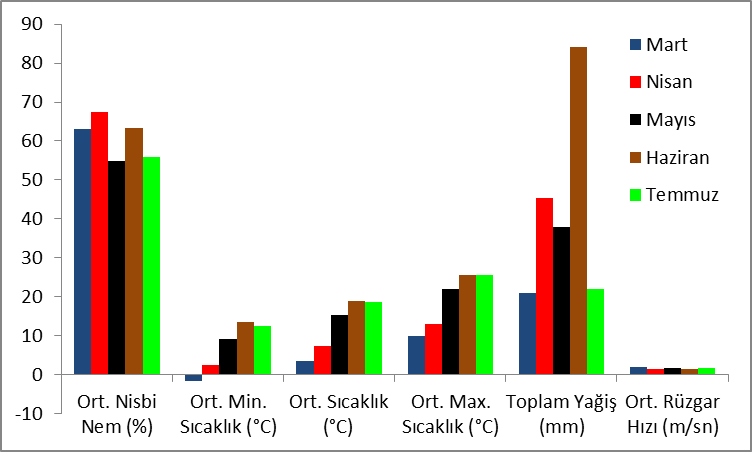 90
80
70
60
50
40
30
20
10
0
-10
Mart
Nisan
Mayıs
Haziran
Temmuz
Ort. Nisbi
Nem (%)
Ort. Min.
Sıcaklık (°C)
Ort. Sıcaklık
(°C)
Ort. Max.
Sıcaklık (°C)
Toplam Yağiş
(mm)
Ort. Rüzgar
Hızı (m/sn)